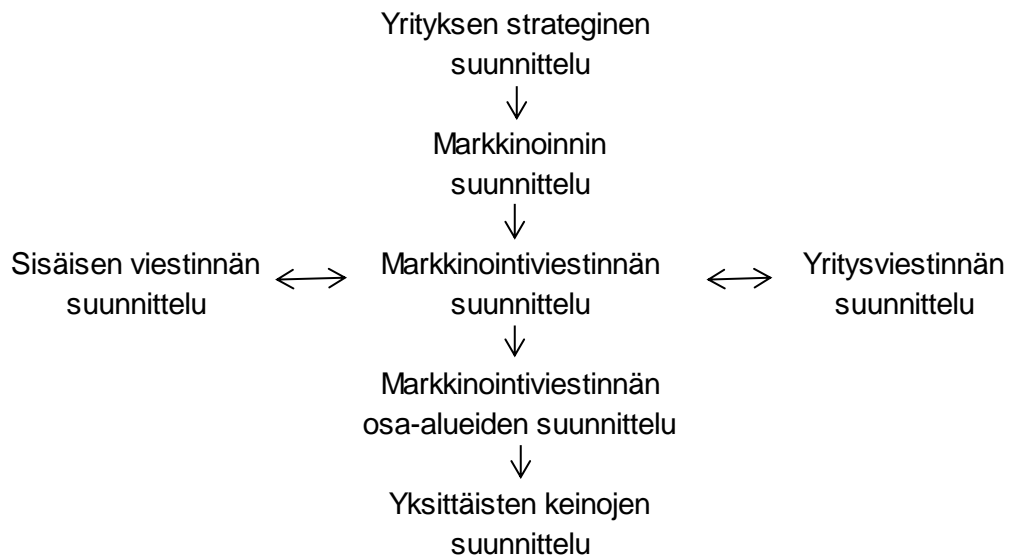 Yrityksen strateginen
suunnittelu
Markkinoinnin
suunnittelu
Sisäisen viestinnän
suunnittelu
Markkinointiviestinnän
suunnittelu
Yritysviestinnän
suunnittelu
Markkinointiviestinnän
osa-alueiden suunnittelu
Yksittäisten keinojen
suunnittelu